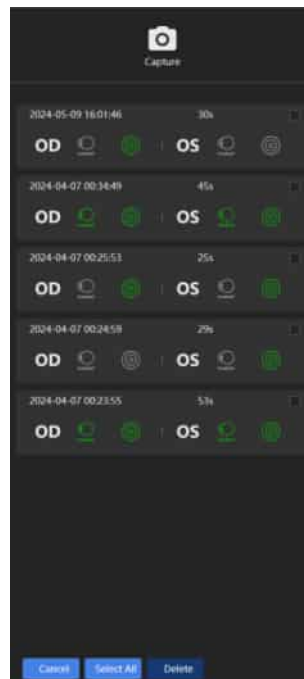 Capture
2024-05-09 16:01:46 30s
OD OS
2024-04-07 00:34:49 45s
OD OS
2024-04-07 00:25:53 25s
OD OS
2024-04-07 00:24:59 29s
OD OS
2024-04-07 00:23:55 53s
OD OS
Cancel Select All Delete